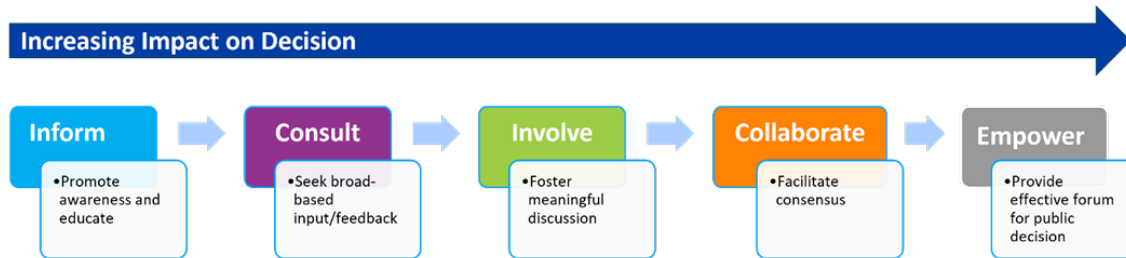 Increasing Impact on Decision
Inform
•Promote
awareness and
educate
Consult
•Seek broad-
based
input/feedback
Involve
•Foster
meaningful
discussion
Collaborate
•Facilitate
consensus
Empower
•Provide
effective forum
for public
decision